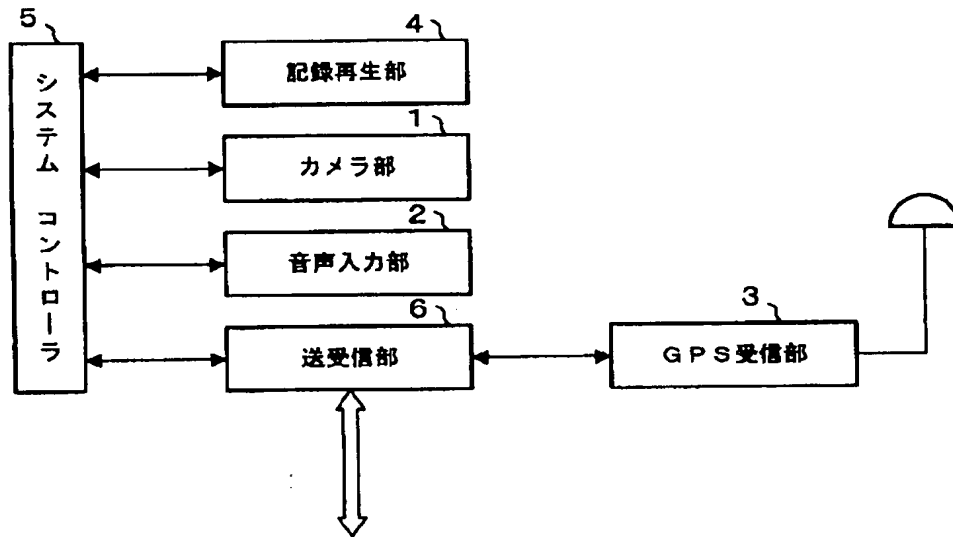 5
システム コントローラ
4
記録再生部
1
カメラ部
2
音声入力部
6
送受信部
3
GPS受信部